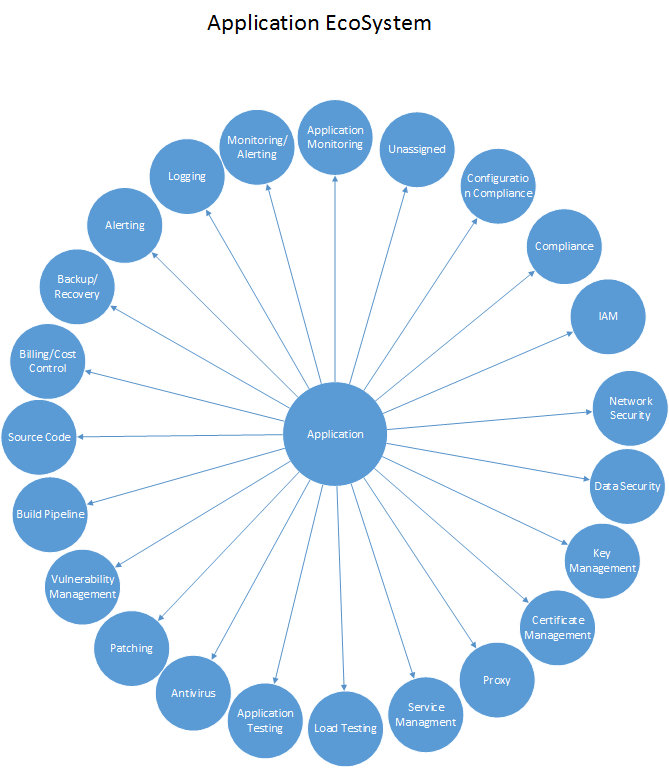 Application EcoSystem
Application
Monitoring
Unassigned
Configuratio
n Compliance
Compliance
IAM
Network
Security
Data Security
Key
Management
Certificate
Management
Proxy
Service
Managment
Load Testing
Application
Testing
Antivirus
Patching
Vulnerability
Management
Build Pipeline
Source Code
Billing/Cost
Control
Backup/
Recovery
Alerting
Logging
Monitoring/
Alerting
Application